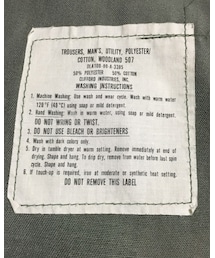 TROUSERS, MAN'S, UTILITY, POLYESTER/
COTTON, WOODLAND 507
CLIFFORD INDUSTRIES, INC.
50% POLYESTER 50% COTTON
WASHING INSTRUCTIONS
1. Machine Washing: Use wash and wear cycle. Wash with warm water
120°F (48°C) using soap or mild detergent.
2. Hand Washing: Wash in warm water, using soap or mild detergent.
DO NOT WRING OR TWIST.
3. DO NOT USE BLEACH OR BRIGHTENERS
4. Wash with dark colors only.
5. Dry in tumble dryer at warm setting. Remove immediately at end of
drying. Shape and hang. To drip dry, remove from water before last spin
cycle. Shape and hang.
6. If touch-up is required, iron at moderate or synthetic heat setting.
DO NOT REMOVE THIS LABEL